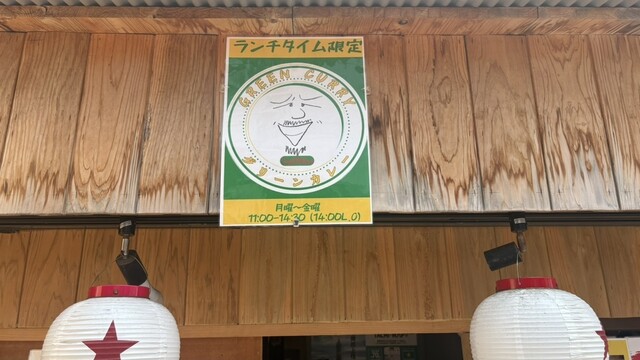 ランチタイム限定
GREEN CURRY
グリーンカレー
月曜～金曜
11:00-14:30 (14:00L.O)